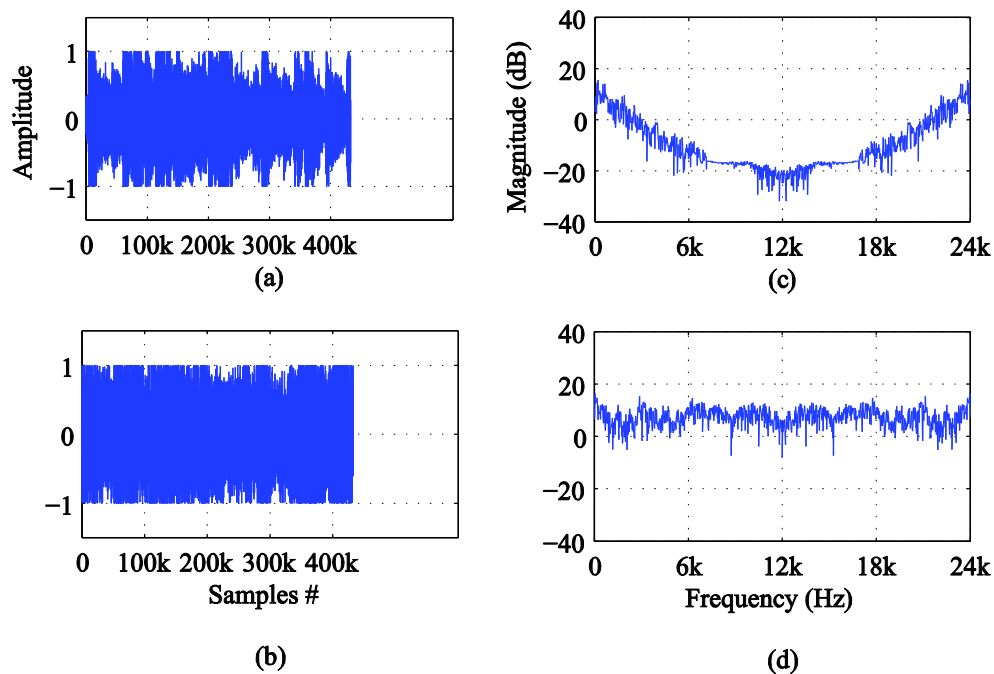 Amplitude
1
0
−1
0 100k 200k 300k 400k
(a)
Magnitude (dB)
40
20
0
−20
−40
0 6k 12k 18k 24k
(c)
1
0
−1
0 100k 200k 300k 400k
Samples #
(b)
40
20
0
−20
−40
0 6k 12k 18k 24k
Frequency (Hz)
(d)